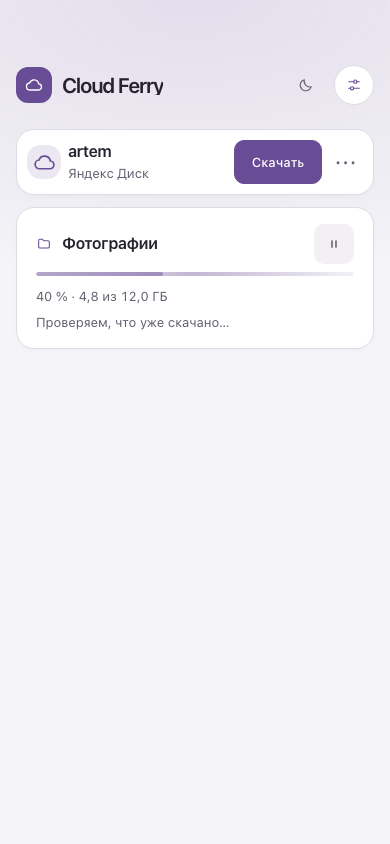 Cloud Ferry
artem
Яндекс Диск
Скачать
Фотографии
40 % · 4,8 из 12,0 ГБ
Проверяем, что уже скачано...